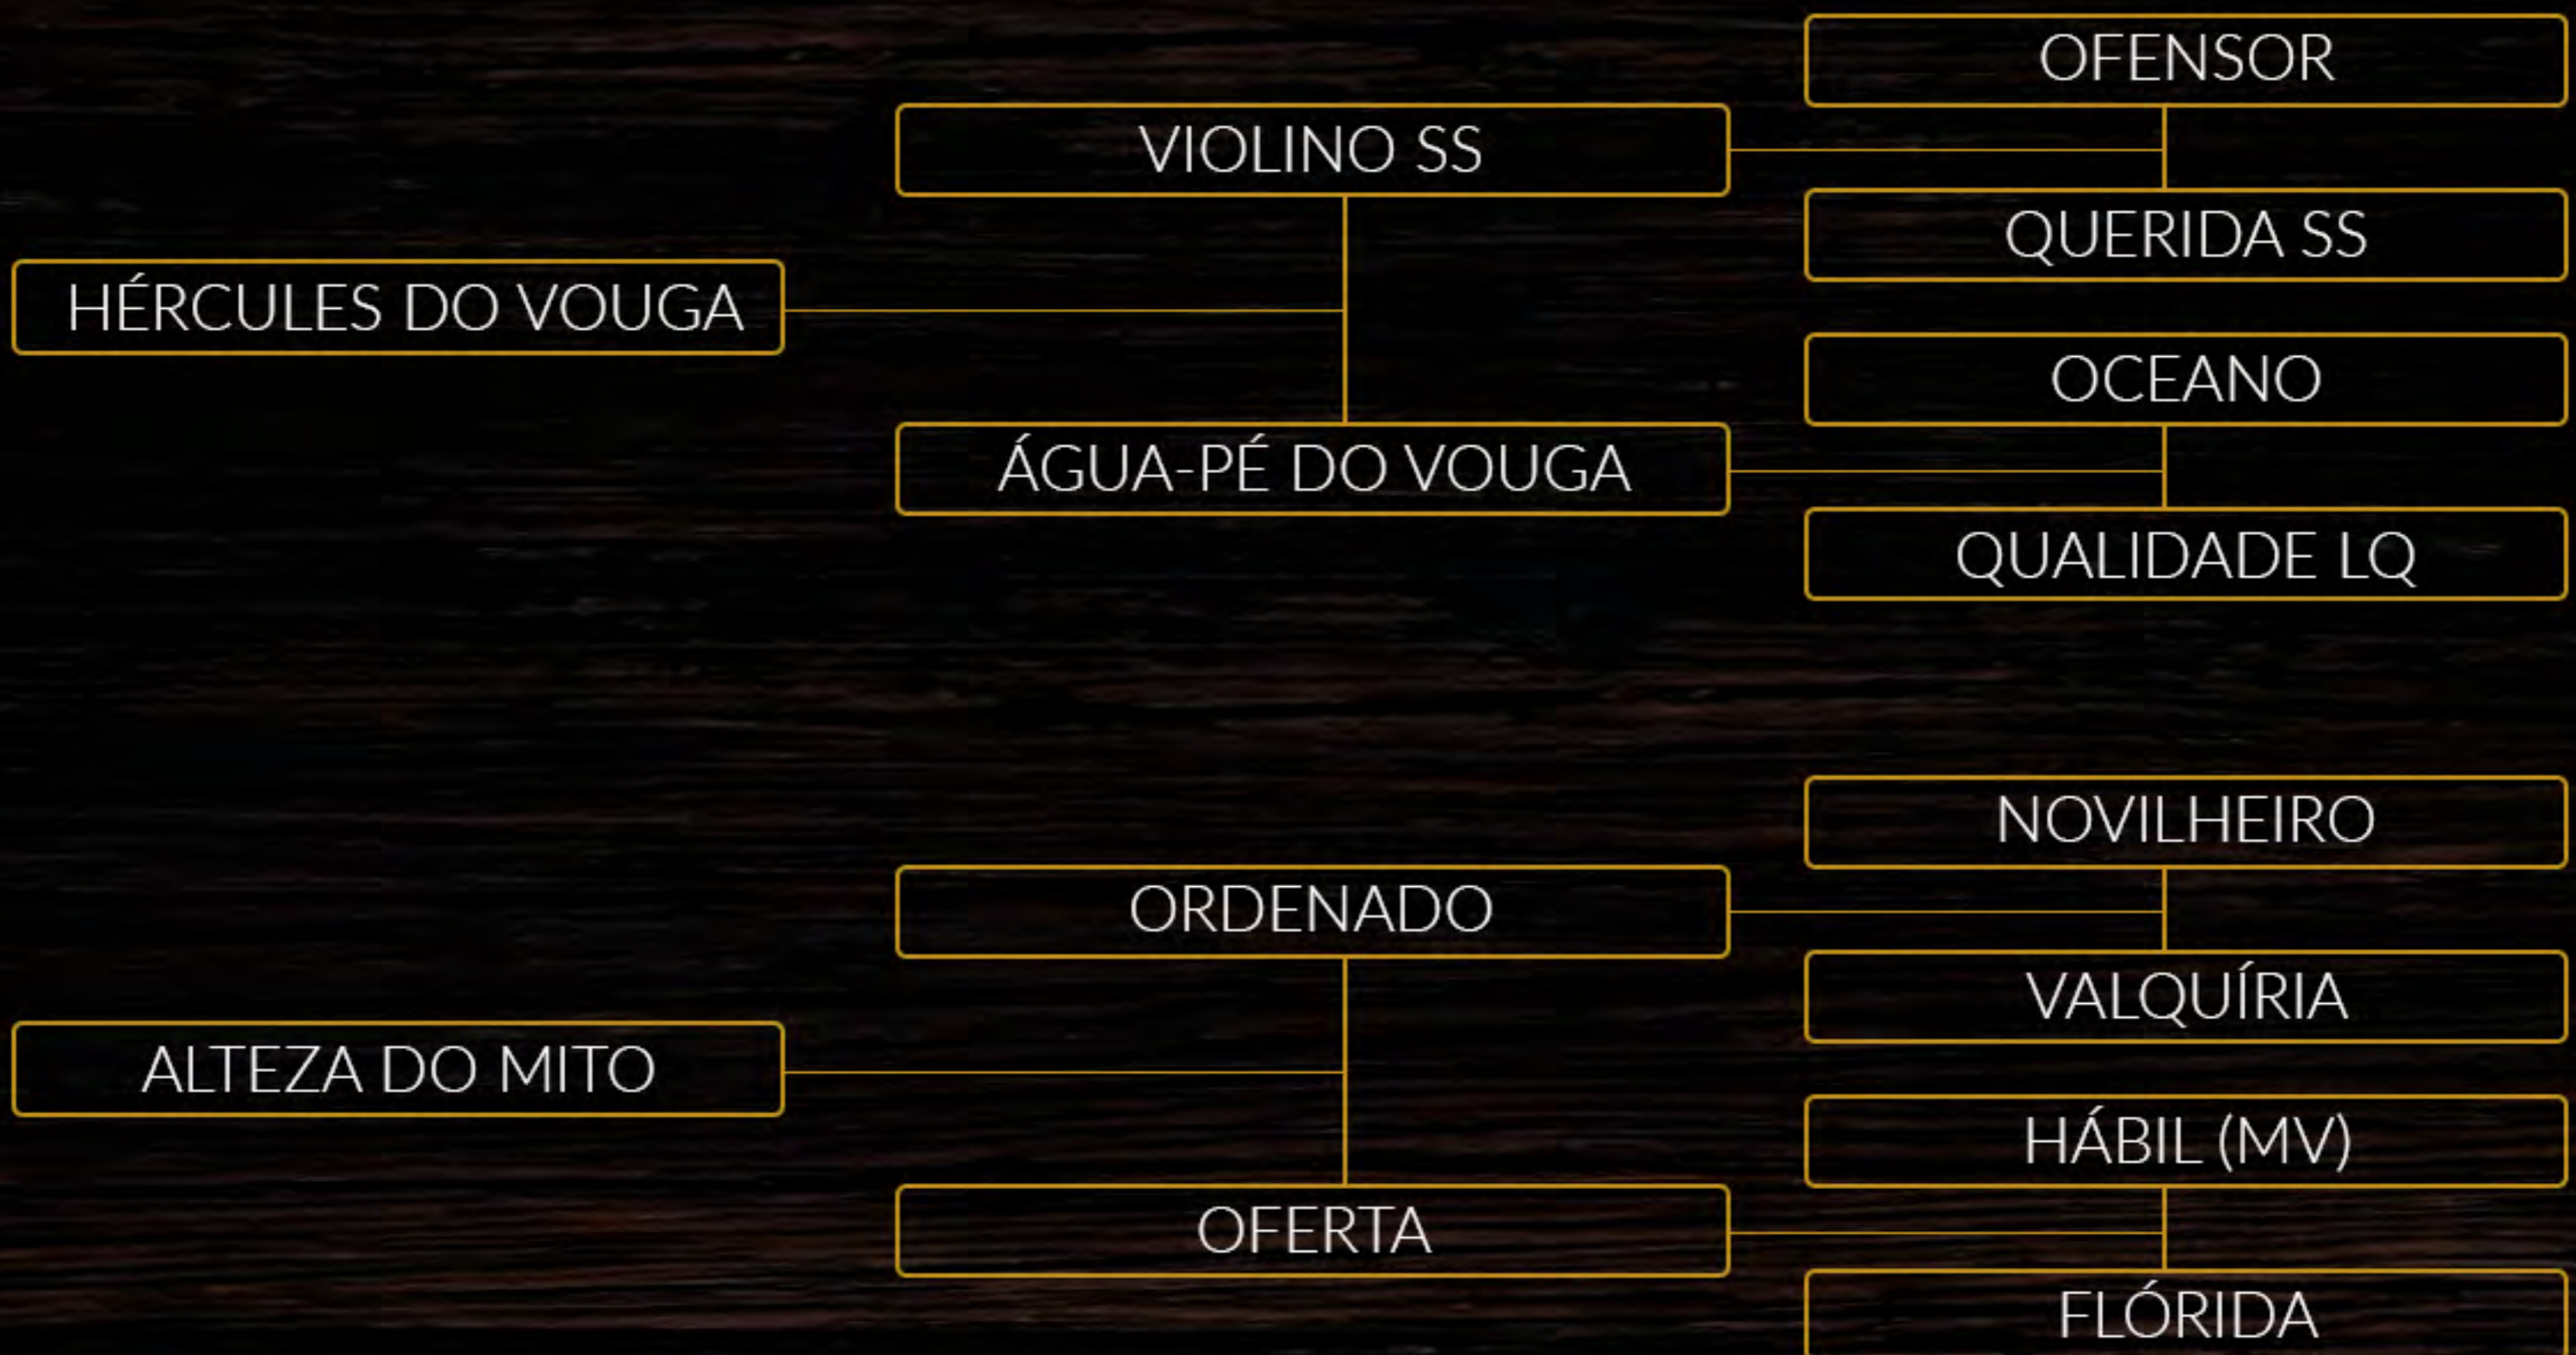 OFENSOR
VIOLINO SS
QUERIDA SS
HÉRCULES DO VOUGA
OCEANO
ÁGUA-PÉ DO VOUGA
QUALIDADE LQ
NOVILHEIRO
ORDENADO
VALQUÍRIA
ALTEZA DO MITO
HÁBIL (MV)
OFERTA
FLÓRIDA